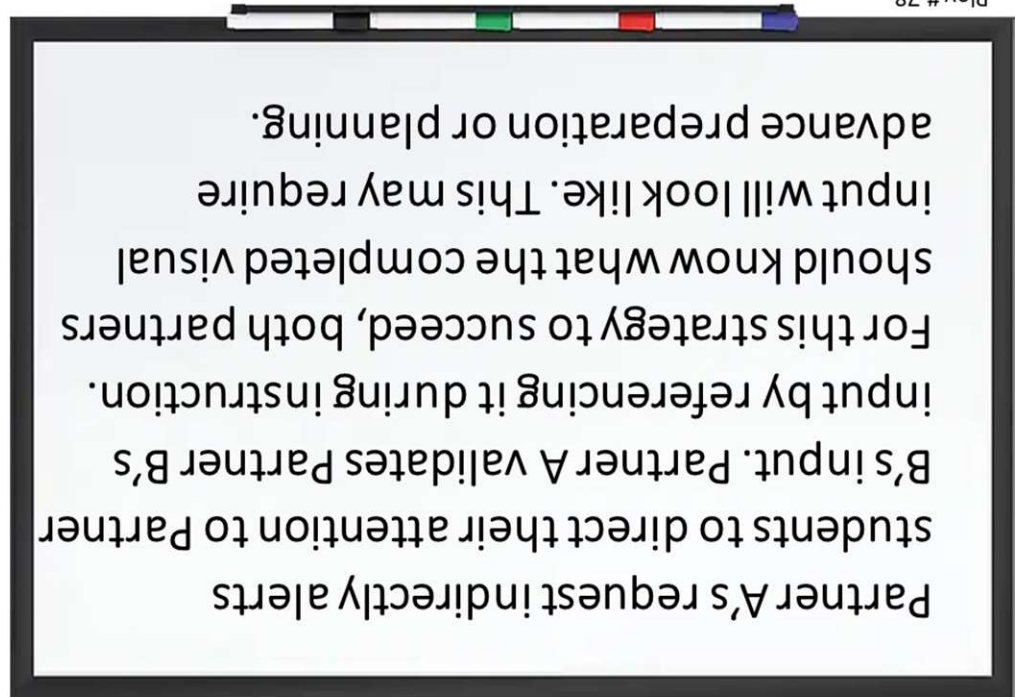 Partner A's request indirectly alerts
students to direct their attention to Partner
B's input. Partner A validates Partner B's
input by referencing it during instruction.
For this strategy to succeed, both partners
should know what the completed visual
input will look like. This may require
advance preparation or planning.
Play # 78